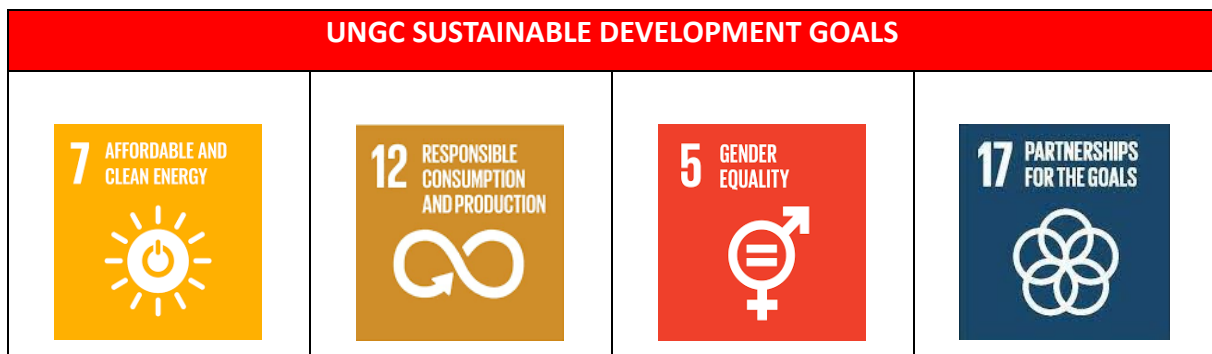 UNGC SUSTAINABLE DEVELOPMENT GOALS
7 AFFORDABLE AND
CLEAN ENERGY
12 RESPONSIBLE
CONSUMPTION
AND PRODUCTION
5 GENDER
EQUALITY
17 PARTNERSHIPS
FOR THE GOALS